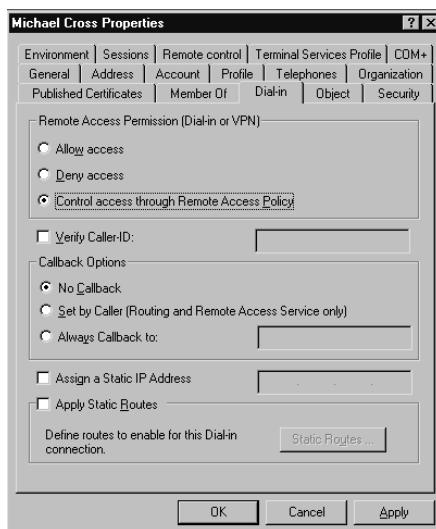 Michael Cross Properties
Environment Sessions Remote control Terminal Services Profile COM+
General Address Account Profile Telephones Organization
Published Certificates Member Of Dial-in Object Security
Remote Access Permission (Dial-in or VPN)
Allow access
Deny access
Control access through Remote Access Policy
Verify Caller-ID:
Callback Options
No Callback
Set by Caller (Routing and Remote Access Service only)
Always Callback to:
Assign a Static IP Address
Apply Static Routes
Define routes to enable for this Dial-in
connection.
Static Routes ...
OK Cancel Apply